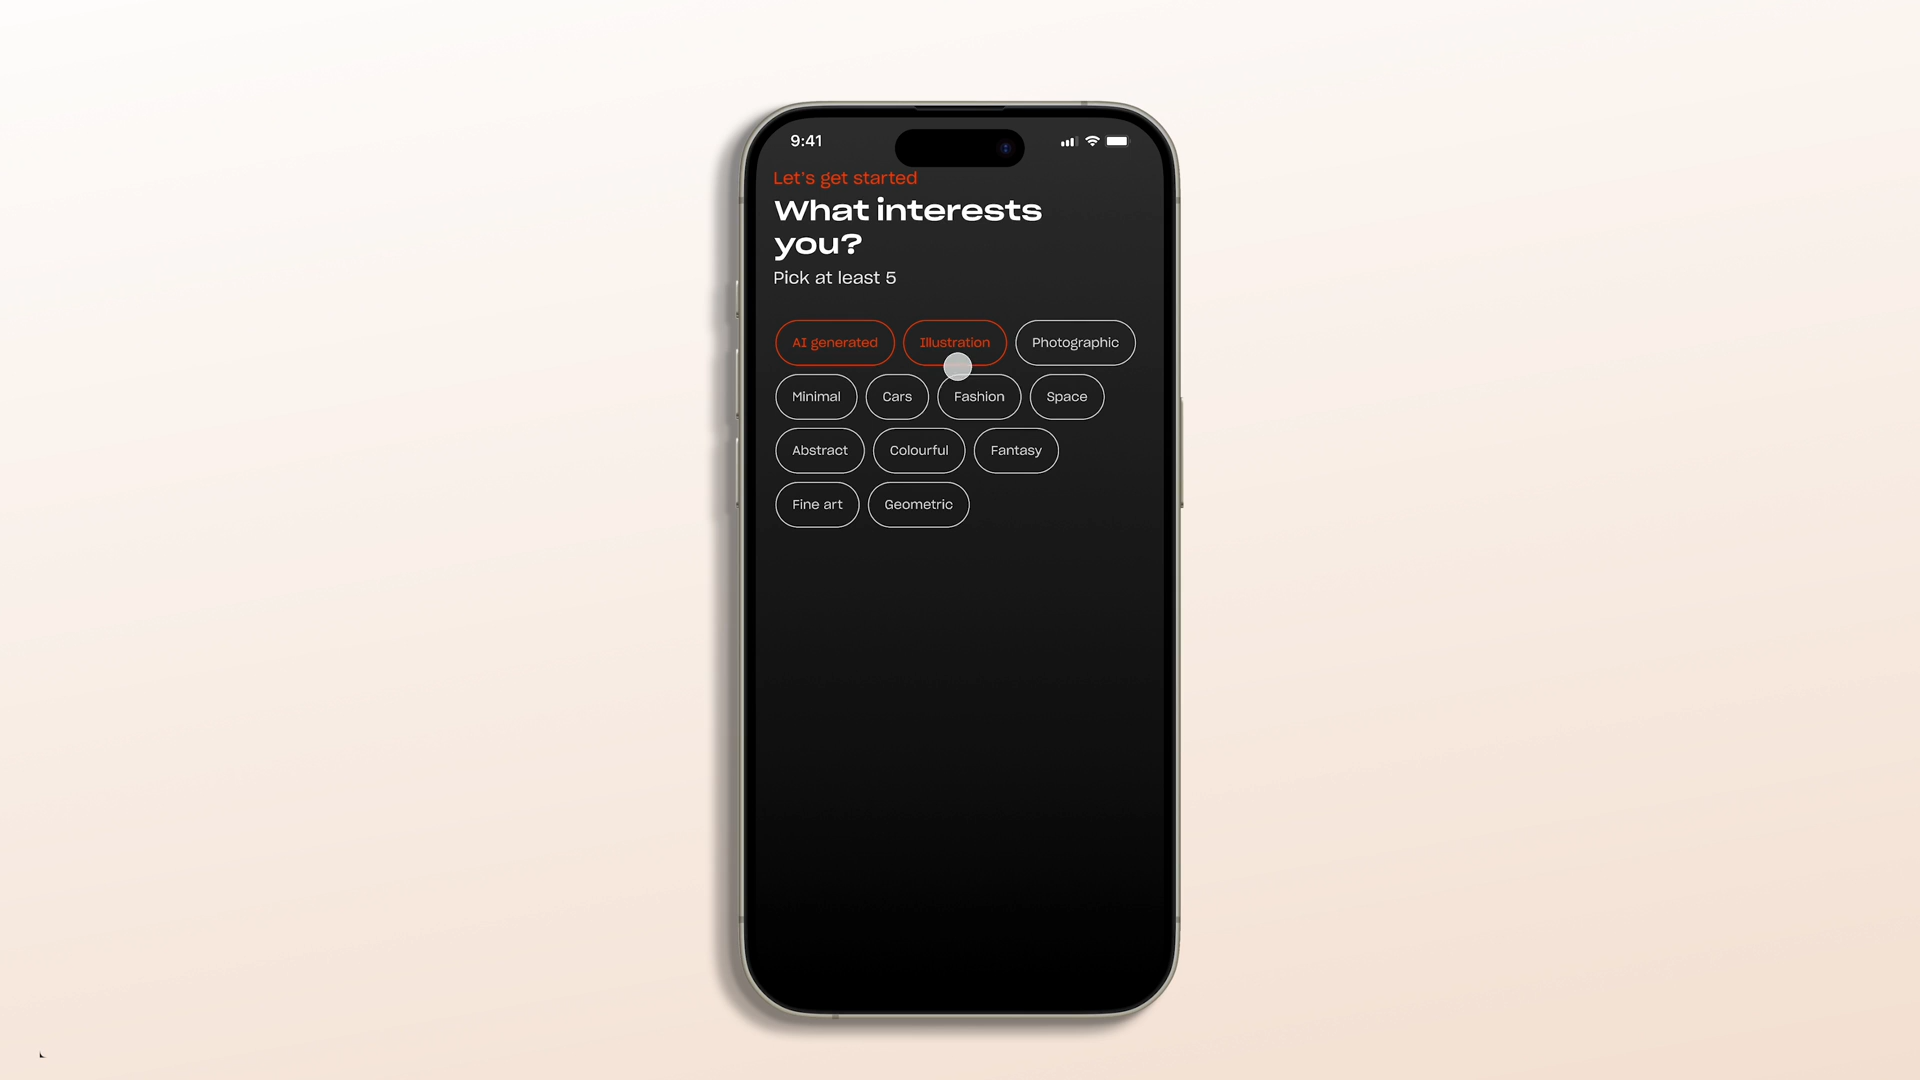 9:41
Let's get started
What interests
you?
Pick at least 5
AI generated Illustration Photographic
Minimal Cars Fashion Space
Abstract Colourful Fantasy
Fine art Geometric